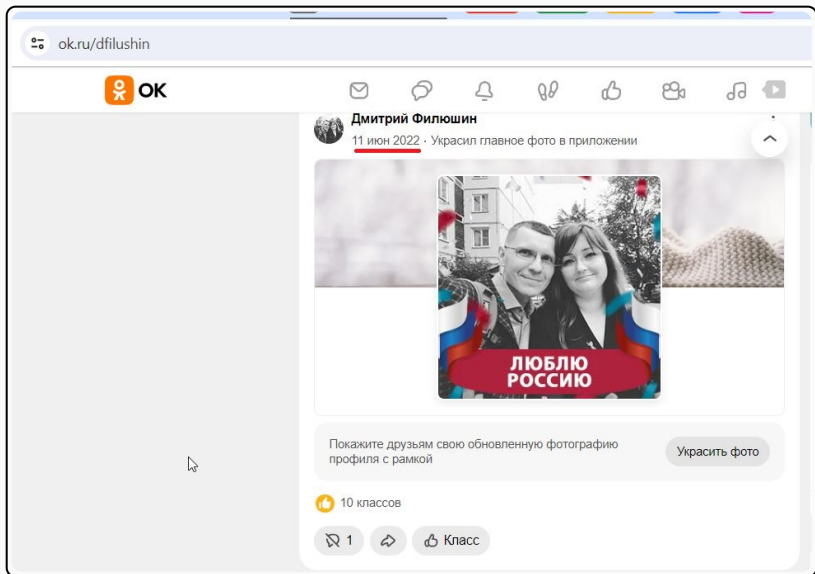 ok.ru/dfilushin
ОК
Дмитрий Филюшин
11 июн 2022 · Украсил главное фото в приложении
ЛЮБЛЮ
РОССИЮ
Покажите друзьям свою обновленную фотографию
профиля с рамкой
Украсить фото
10 классов
1
Класс